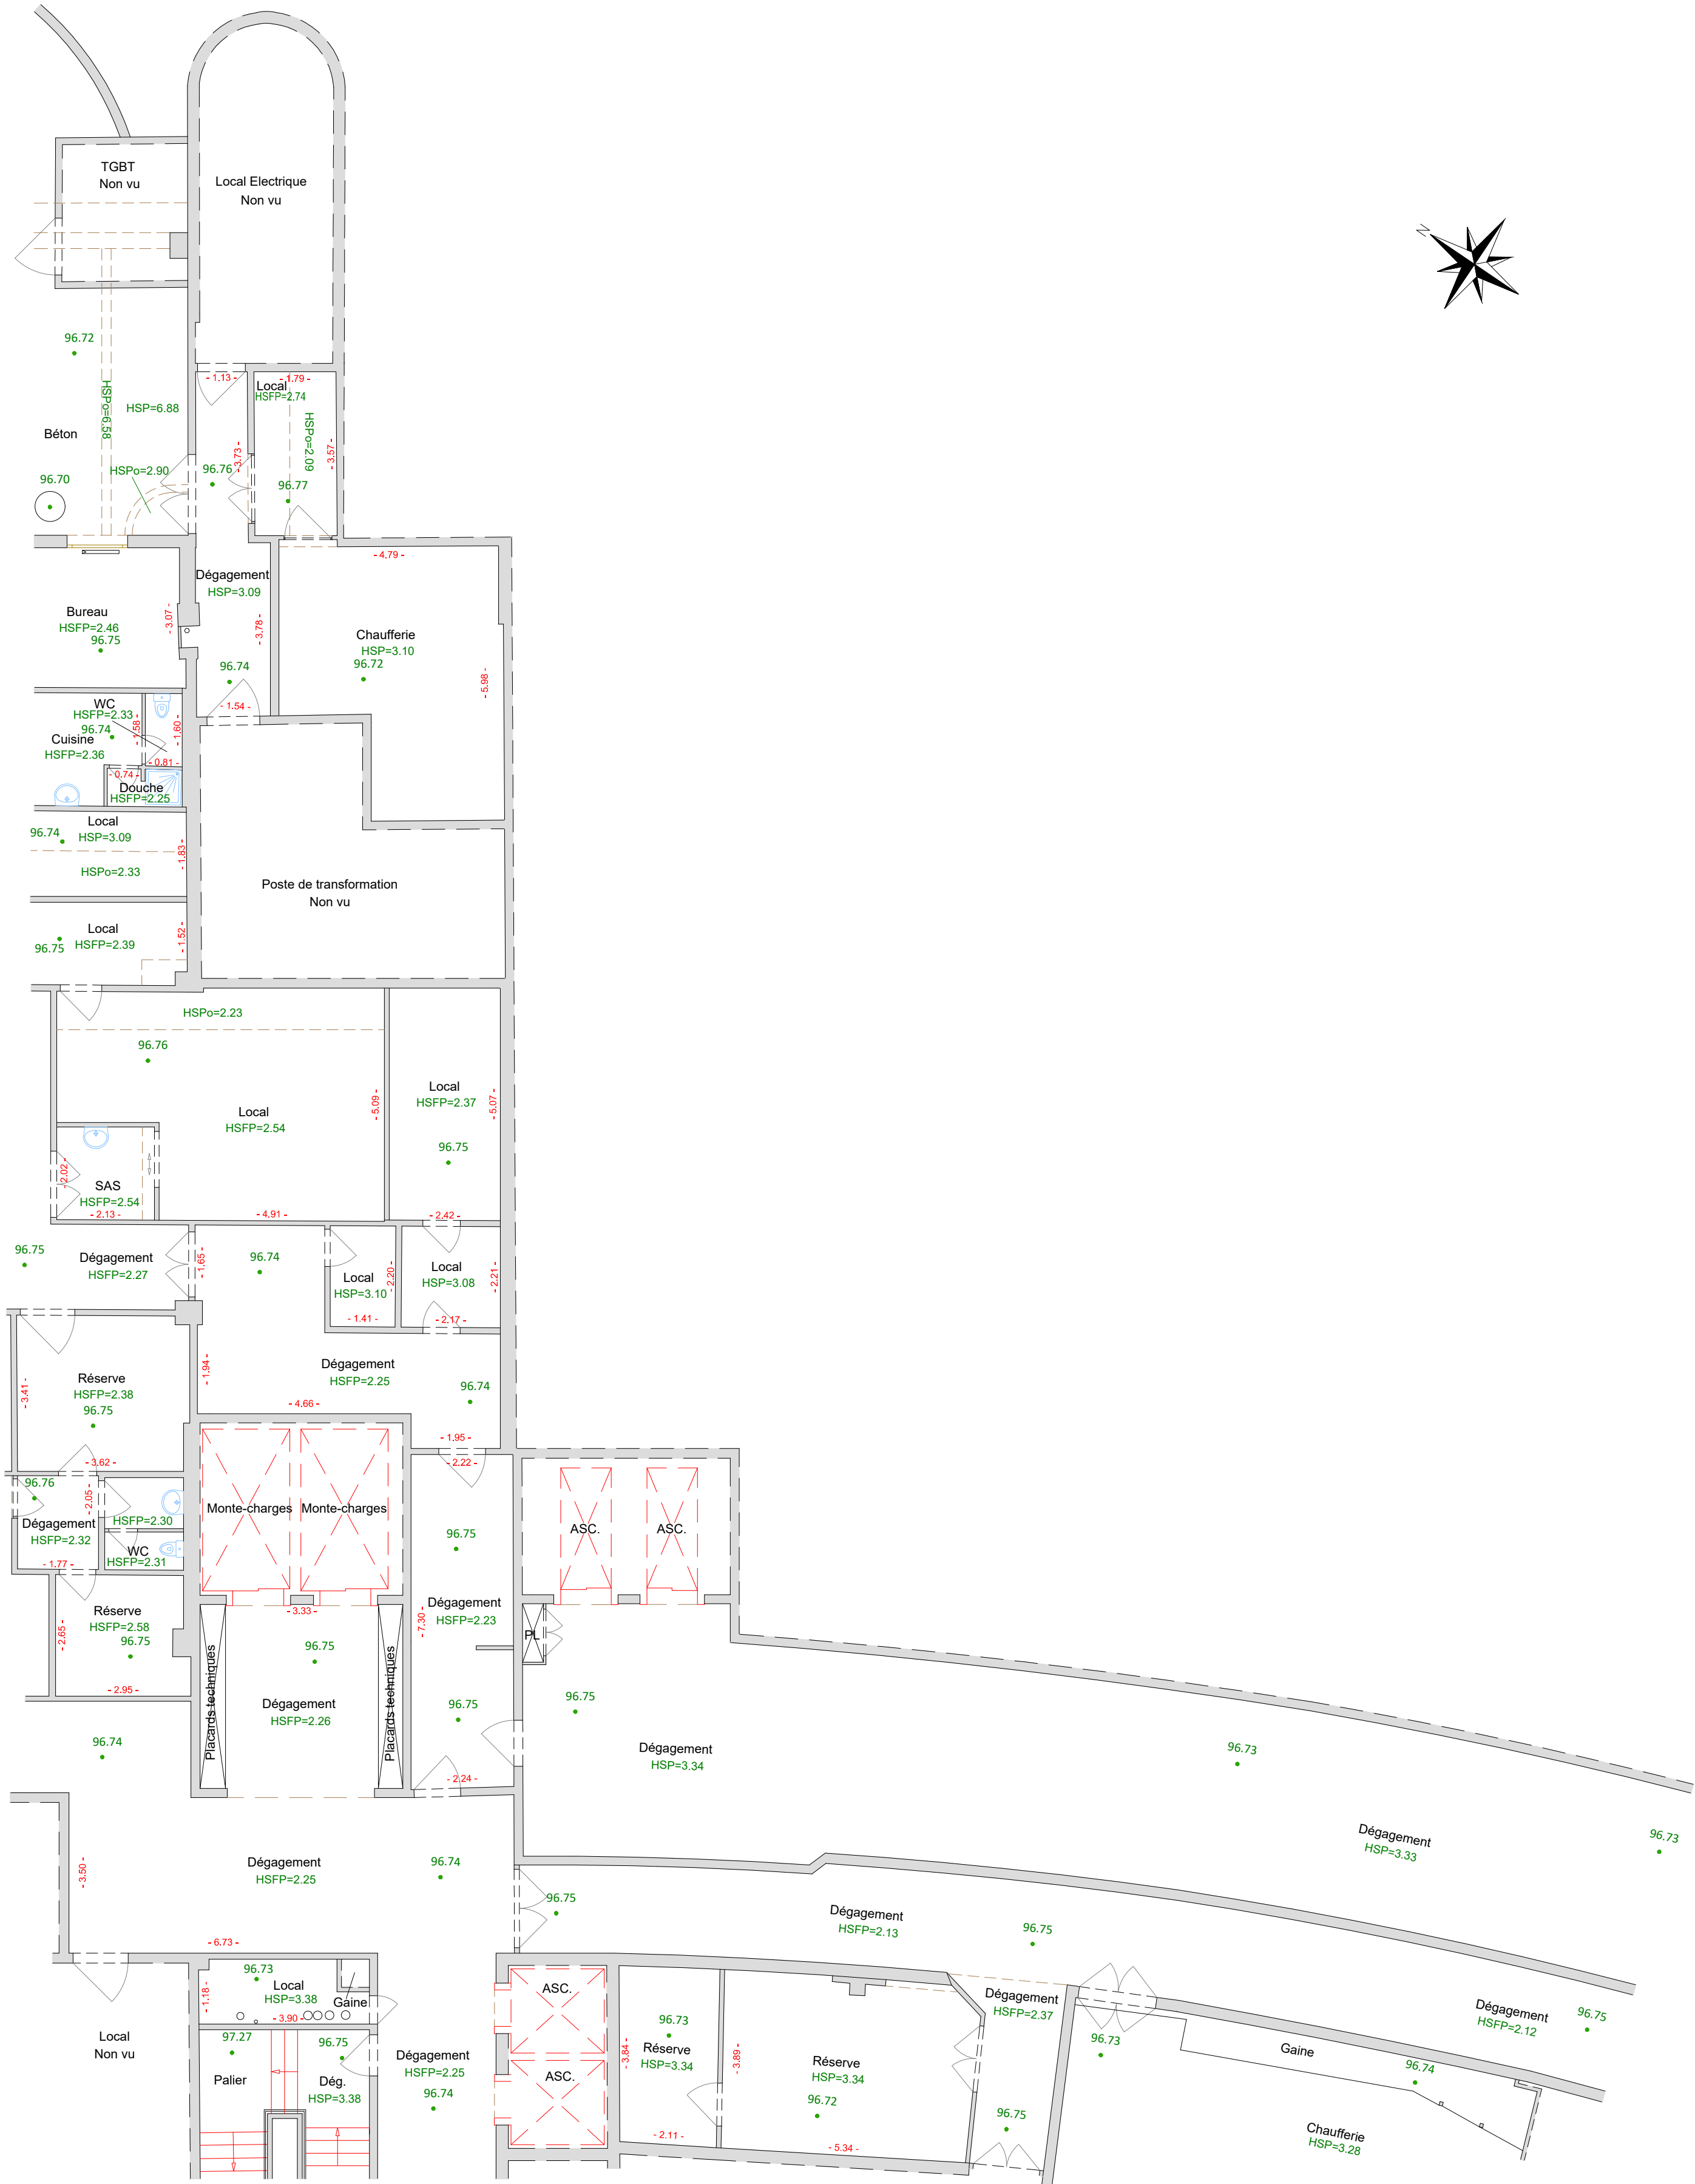 TGBT
Non vu
Local Electrique
Non vu
N
96.72
HSPo=6.58
HSP=6.88
Béton
HSPo=2.90
96.70
- 1.13 -
- 1.79 -
Local
HSFP=2.74
HSPo=2.09
- 3.57 -
- 3.73 -
96.76
96.77
- 4.79 -
Dégagement
HSP=3.09
Bureau
HSFP=2.46
96.75
- 3.07 -
- 3.78 -
Chaufferie
HSP=3.10
96.72
- 5.98 -
96.74
- 1.54 -
WC
HSFP=2.33
96.74
- 1.58 -
- 1.60 -
Cuisine
HSFP=2.36
- 0.81 -
- 0.74 -
Douche
HSFP=2.25
Local
96.74
HSP=3.09
- 1.83 -
HSPo=2.33
Poste de transformation
Non vu
Local
96.75
HSFP=2.39
- 1.52 -
HSPo=2.23
96.76
Local
HSFP=2.54
- 5.09 -
Local
HSFP=2.37
- 5.07 -
96.75
- 2.02 -
SAS
HSFP=2.54
- 2.13 -
- 4.91 -
- 2.42 -
96.75
Dégagement
HSFP=2.27
- 1.65 -
96.74
Local
HSP=3.10
- 2.20 -
- 1.41 -
Local
HSP=3.08
- 2.21 -
- 2.17 -
Réserve
HSFP=2.38
96.75
- 3.41 -
- 3.62 -
- 1.94 -
Dégagement
HSFP=2.25
96.74
- 4.66 -
- 1.95 -
- 2.22 -
96.76
- 2.05 -
Dégagement
HSFP=2.32
HSFP=2.30
WC
HSFP=2.31
- 1.77 -
Monte-charges
Monte-charges
96.75
ASC.
ASC.
Réserve
HSFP=2.58
96.75
- 2.65 -
- 2.95 -
- 3.33 -
96.75
Placards techniques
Dégagement
HSFP=2.26
Placards techniques
Dégagement
HSFP=2.23
- 7.30 -
PL
96.75
- 2.24 -
96.75
Dégagement
HSP=3.34
96.73
96.74
Dégagement
HSP=3.33
96.73
- 3.50 -
Dégagement
HSFP=2.25
96.74
- 6.73 -
96.75
Dégagement
HSFP=2.13
96.75
Dégagement
HSFP=2.12
96.75
96.73
Local
HSP=3.38
- 1.18 -
- 3.90 -
Gaine
ASC.
ASC.
Local
Non vu
97.27
Palier
96.75
Dég.
HSP=3.38
Dégagement
HSFP=2.25
96.74
96.73
Réserve
HSP=3.34
- 3.84 -
- 2.11 -
- 3.89 -
Réserve
HSP=3.34
96.72
- 5.34 -
Dégagement
HSFP=2.37
96.75
96.73
Gaine
96.74
Chaufferie
HSP=3.28